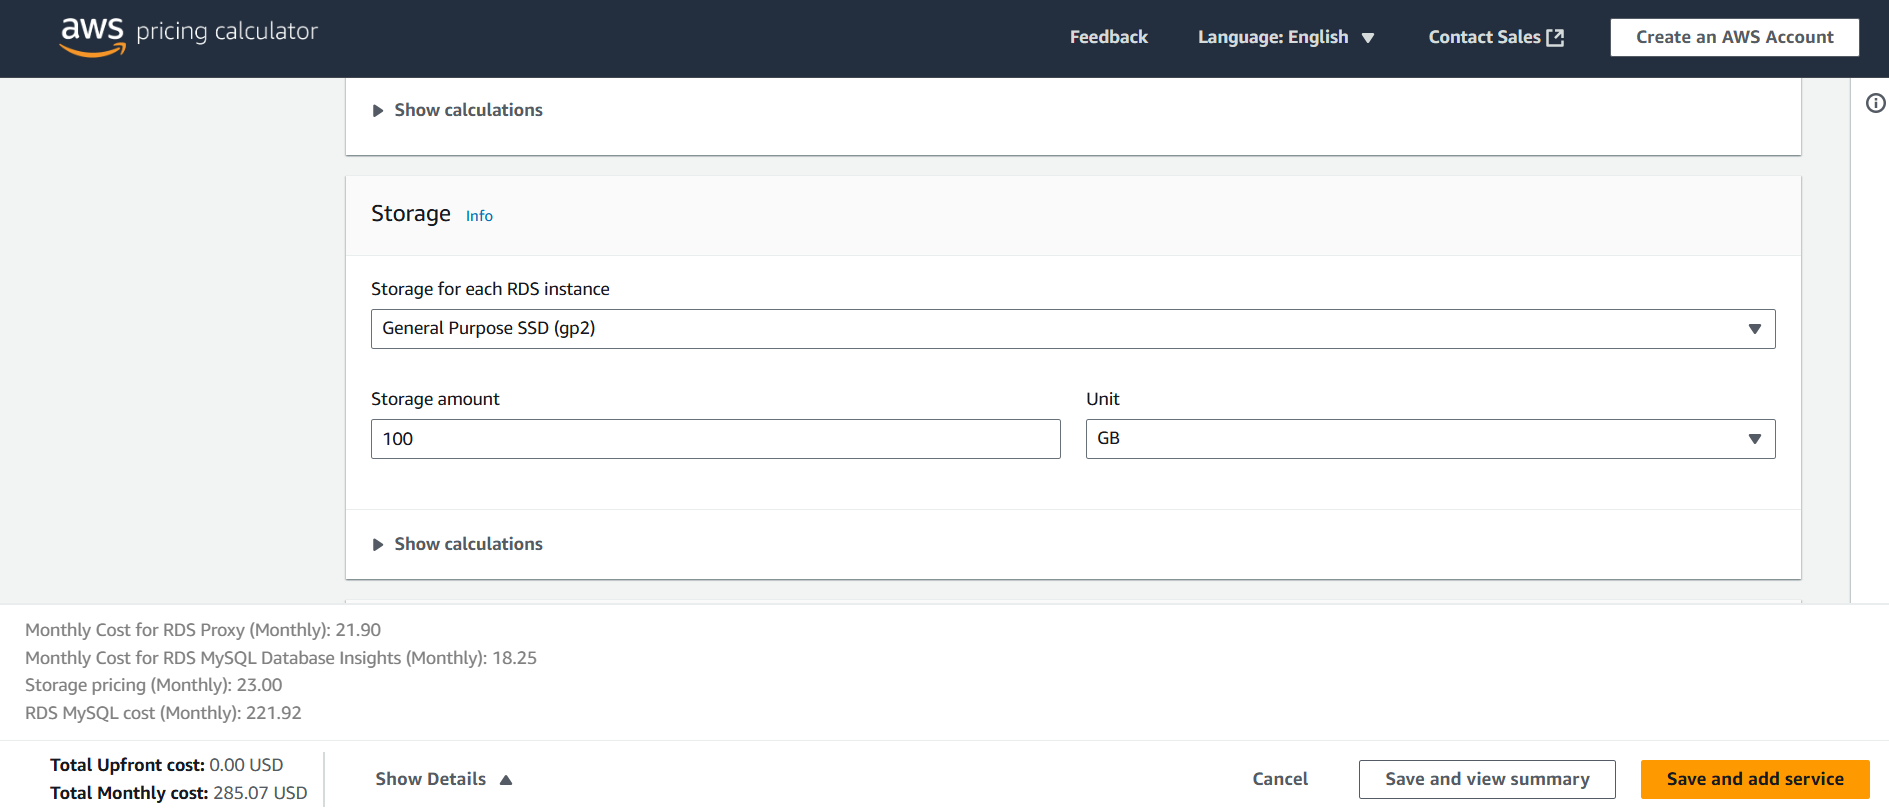 aws pricing calculator
Feedback
Language: English
Contact Sales
Create an AWS Account
Show calculations
Storage Info
Storage for each RDS instance
General Purpose SSD (gp2)
Storage amount
Unit
100
GB
Show calculations
Monthly Cost for RDS Proxy (Monthly): 21.90
Monthly Cost for RDS MySQL Database Insights (Monthly): 18.25
Storage pricing (Monthly): 23.00
RDS MySQL cost (Monthly): 221.92
Total Upfront cost: 0.00 USD
Total Monthly cost: 285.07 USD
Show Details
Cancel
Save and view summary
Save and add service